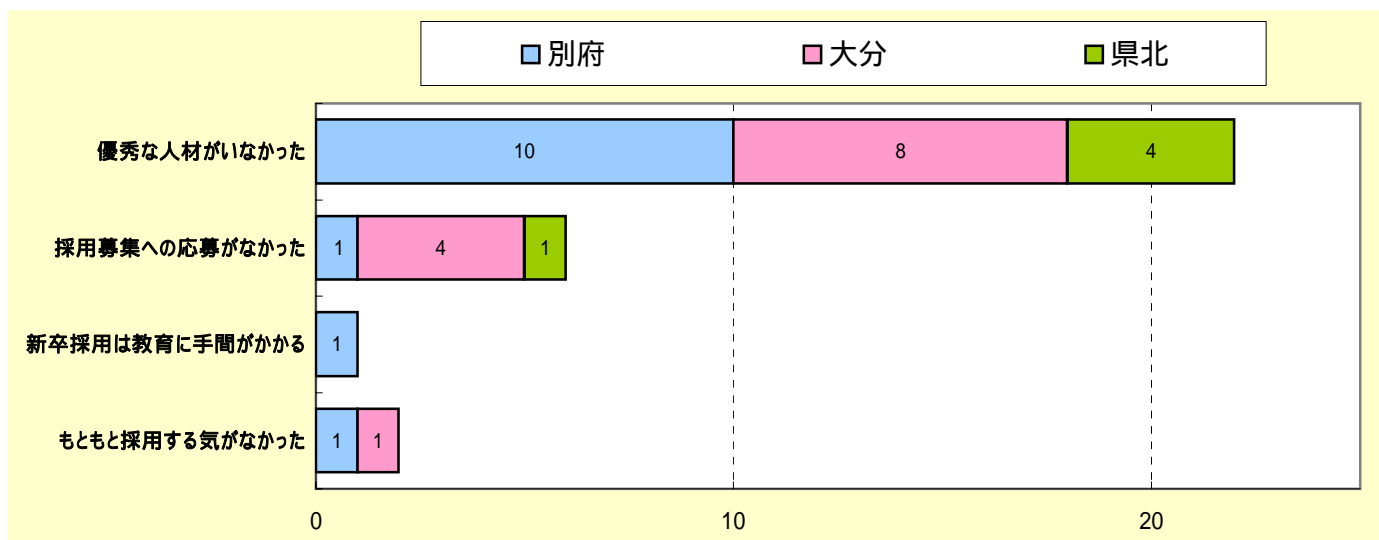 別府 大分 県北
優秀な人材がいなかった 10 8 4
採用募集への応募がなかった 1 4 1
新卒採用は教育に手間がかかる 1
もともと採用する気がなかった 1 1
0 10 20